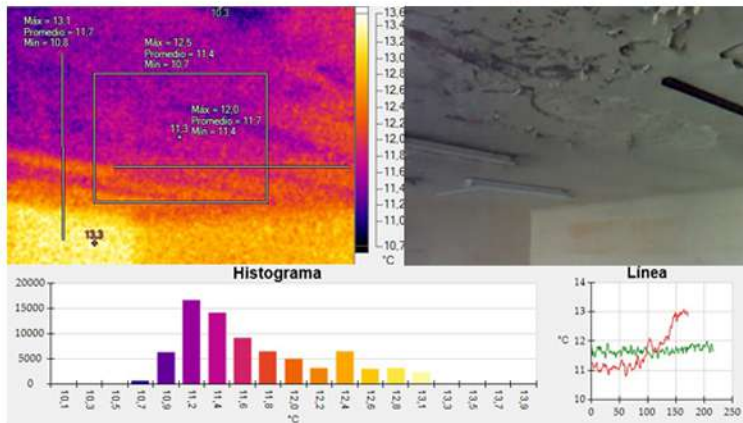 10,3
Máx = 13,1
Promedio = 11,7
Mín = 10,8
Máx = 12,5
Promedio = 11,4
Mín = 10,7
Máx = 12,0
Promedio = 11,7
Mín = 11,4
11,3
13,3
13,6
13,4
13,2
13,0
12,8
12,6
12,4
12,2
12,0
11,8
11,6
11,4
11,2
11,0
10,7
°C
Histograma
20000
15000
10000
5000
0
10,1 10,3 10,5 10,7 10,9 11,2 11,4 11,6 11,8 12,0 12,2 12,4 12,6 12,8 13,1 13,3 13,5 13,7 13,9
°C
Línea
14
13
12
11
10
°C
0 50 100 150 200 250